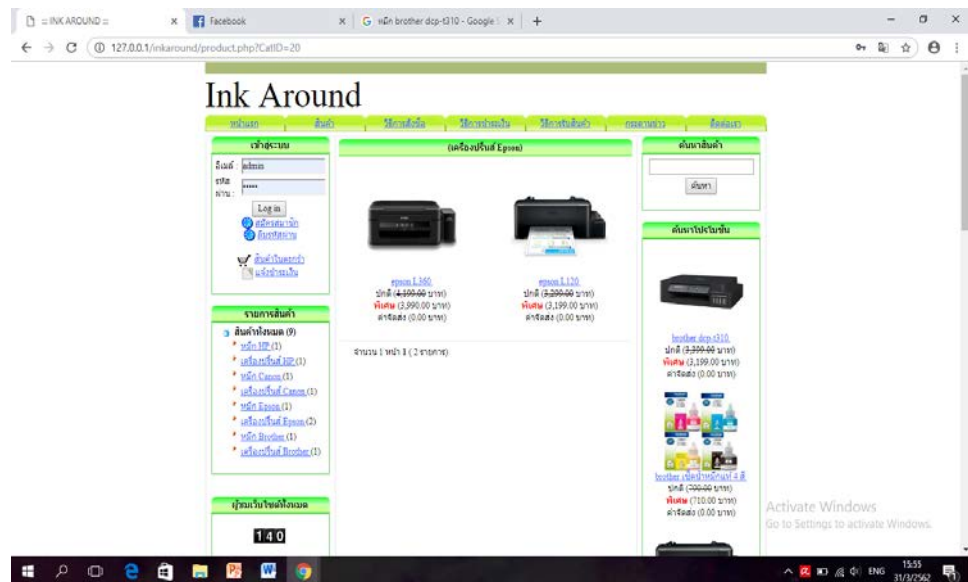 :: INK AROUND ::
Facebook
หมึก brother dcp-t310 - Google
127.0.0.1/inkaround/product.php?CatID=20
Ink Around
หน้าแรก
สินค้า
วิธีการสั่งซื้อ
วิธีการชำระเงิน
วิธีการรับสินค้า
กระดานข่าว
ติดต่อเรา
เข้าสู่ระบบ
อีเมล์ : admin
รหัส
ผ่าน :
Log in
สมัครสมาชิก
ลืมรหัสผ่าน
สินค้าในตะกร้า
แจ้งชำระเงิน
รายการสินค้า
สินค้าทั้งหมด (9)
หมึก HP (1)
เครื่องปริ้นส์ HP (1)
หมึก Canon (1)
เครื่องปริ้นส์ Canon (1)
หมึก Epson (1)
เครื่องปริ้นส์ Epson (2)
หมึก Brother (1)
เครื่องปริ้นส์ Brother (1)
ผู้ชมเว็บไซต์ทั้งหมด
140
(เครื่องปริ้นส์ Epson)
epson L360
ปกติ (4,199.00 บาท)
พิเศษ (3,990.00 บาท)
ค่าจัดส่ง (0.00 บาท)
epson L120
ปกติ (3,299.00 บาท)
พิเศษ (3,199.00 บาท)
ค่าจัดส่ง (0.00 บาท)
จำนวน 1 หน้า 1 ( 2 รายการ)
ค้นหาสินค้า
ค้นหา
ค้นหาโปรโมชั่น
brother dcp-t310
ปกติ (3,399.00 บาท)
พิเศษ (3,199.00 บาท)
ค่าจัดส่ง (0.00 บาท)
ปกติ (790.00 บาท)
พิเศษ (710.00 บาท)
ค่าจัดส่ง (0.00 บาท)
Activate Windows
Go to Settings to activate Windows.
ENG
15:55
31/3/2562